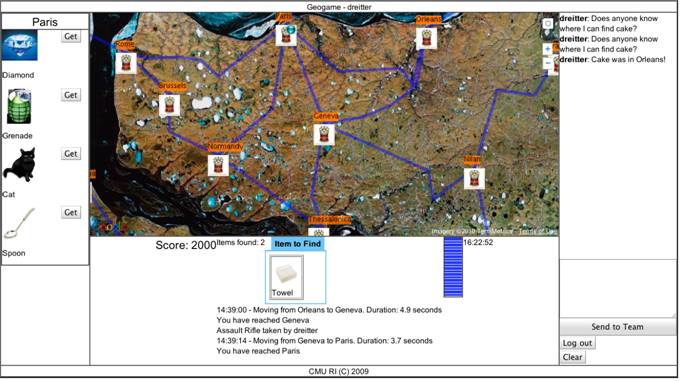 Geogame - dreitter
Paris
Get
Diamond
Get
Grenade
Get
Cat
Get
Spoon
Paris
Orleans
Rome
Brussels
Geneva
Normandy
Milan
Thessalonica
Imagery ©2010 TerraMetrics - Terms of Use
dreitter: Does anyone know
where I can find cake?
dreitter: Does anyone know
where I can find cake?
dreitter: Cake was in Orleans!
Score: 2000
Items found: 2
Item to Find
16:22:52
Towel
14:39:00 - Moving from Orleans to Geneva. Duration: 4.9 seconds
You have reached Geneva
Assault Rifle taken by dreitter
14:39:14 - Moving from Geneva to Paris. Duration: 3.7 seconds
You have reached Paris
Send to Team
Log out
Clear
CMU RI (C) 2009